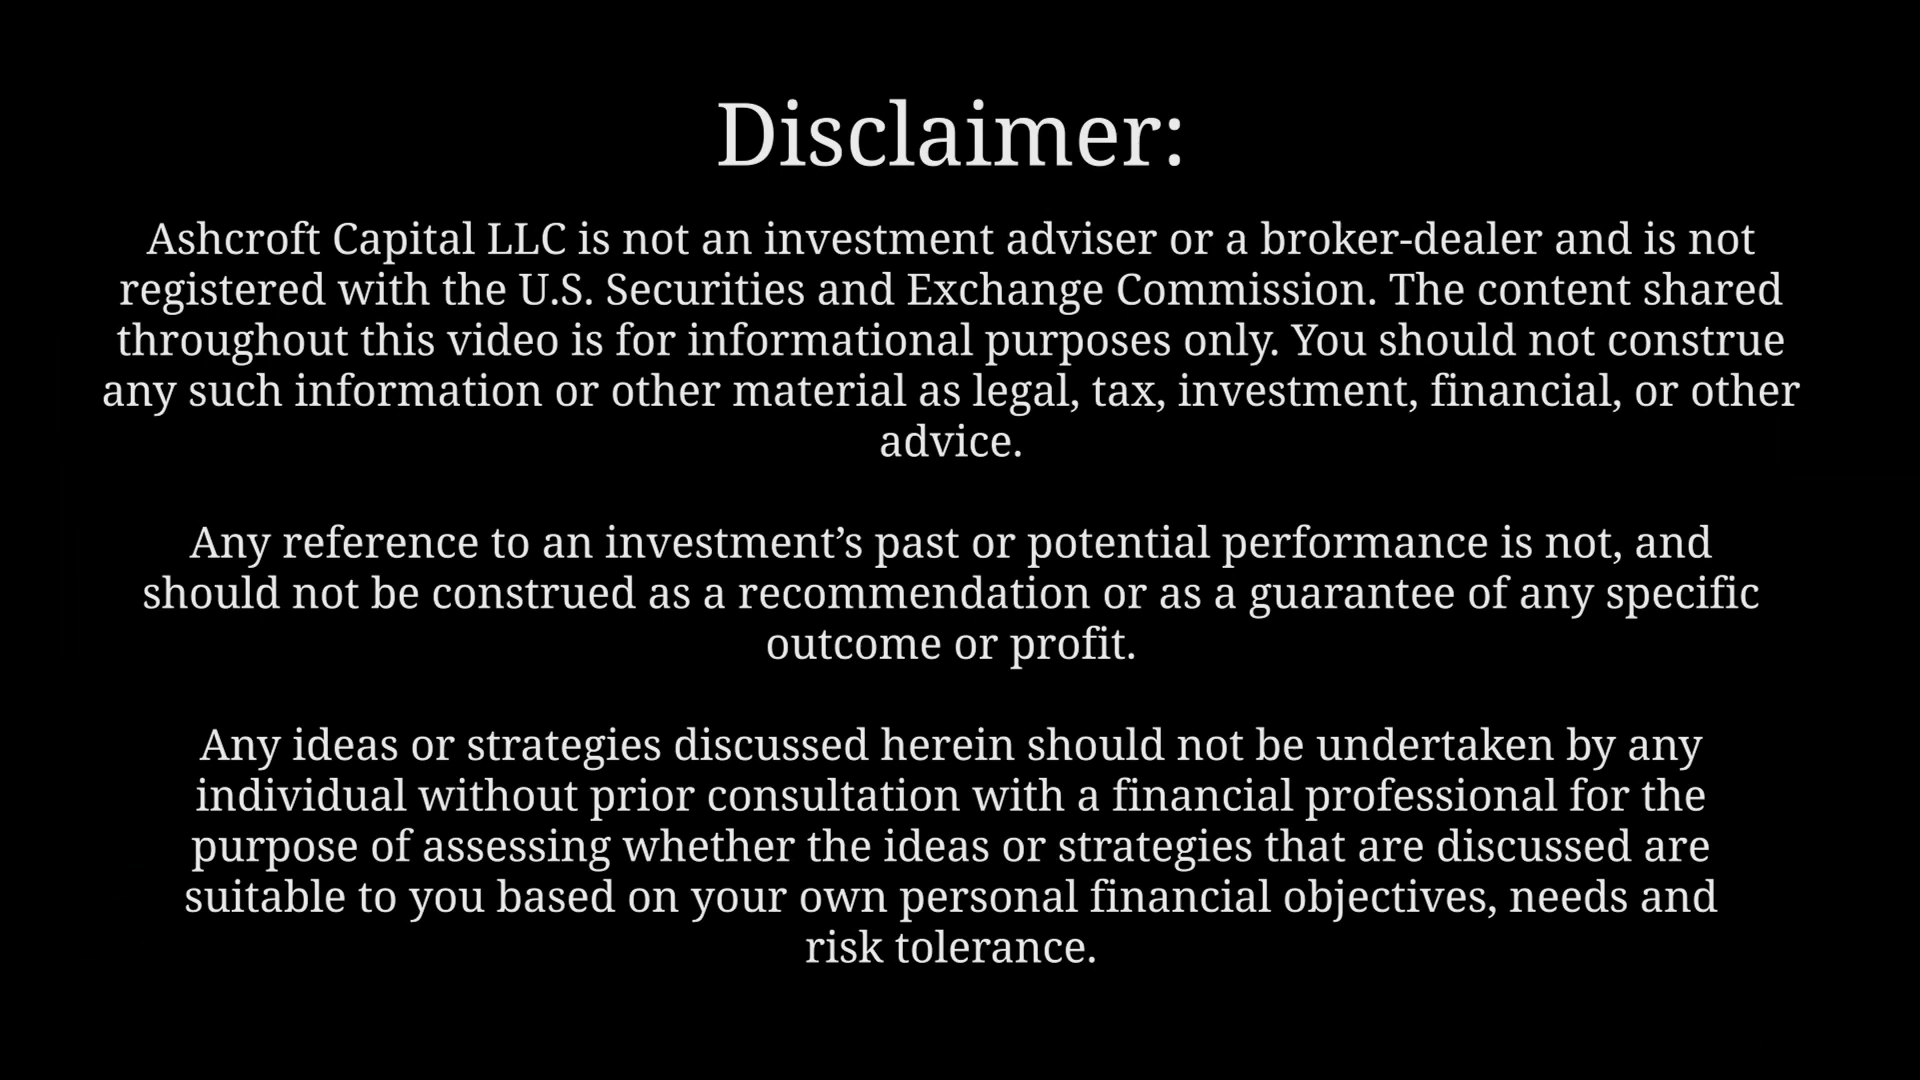 Disclaimer:
Ashcroft Capital LLC is not an investment adviser or a broker-dealer and is not
registered with the U.S. Securities and Exchange Commission. The content shared
throughout this video is for informational purposes only. You should not construe
any such information or other material as legal, tax, investment, financial, or other
advice.
Any reference to an investment’s past or potential performance is not, and
should not be construed as a recommendation or as a guarantee of any specific
outcome or profit.
Any ideas or strategies discussed herein should not be undertaken by any
individual without prior consultation with a financial professional for the
purpose of assessing whether the ideas or strategies that are discussed are
suitable to you based on your own personal financial objectives, needs and
risk tolerance.